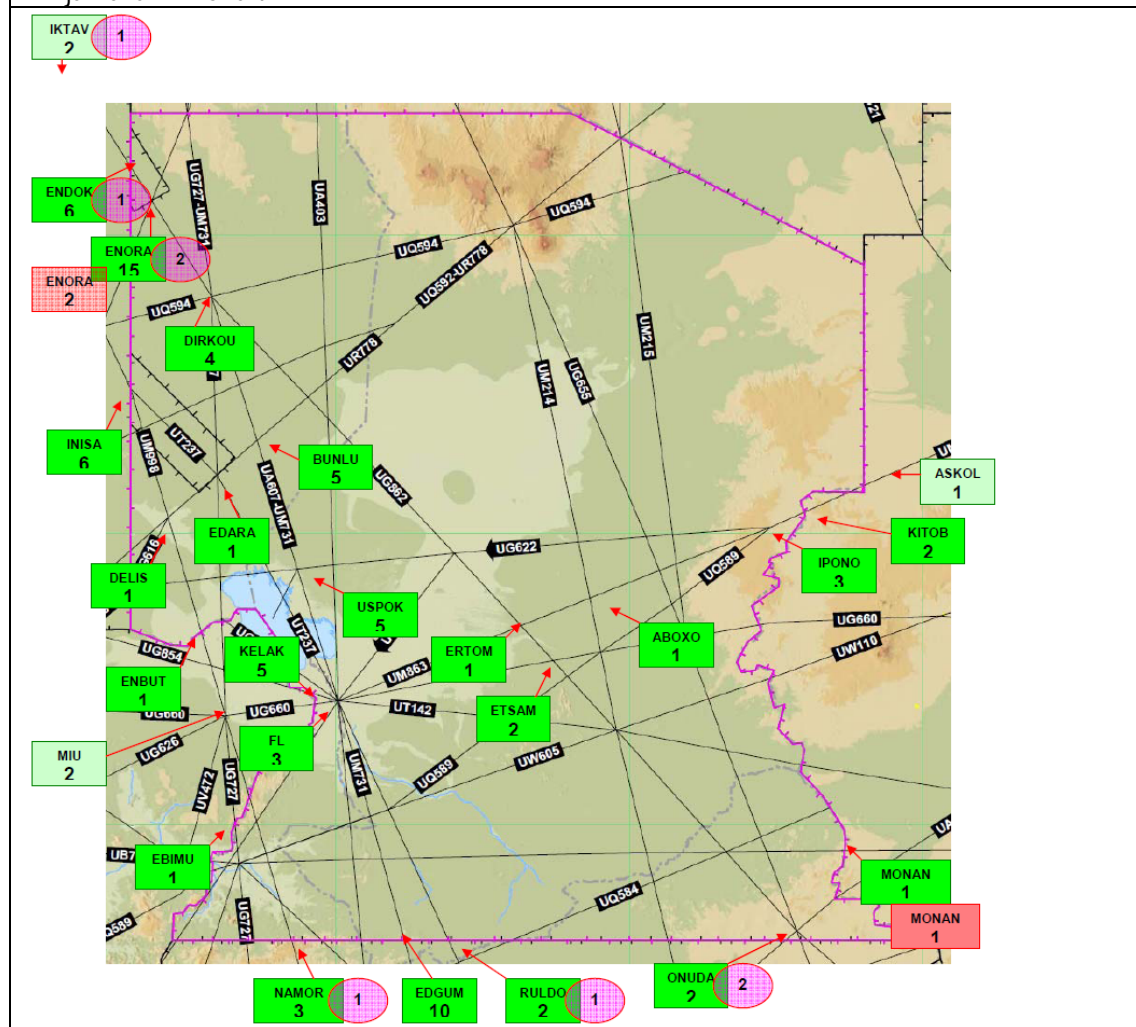 IKTAV
2
1
ENDOK
6
1
ENORA
15
2
ENORA
2
UG727-UM731
UA403
UQ594
UQ594
UQ594
UQ592-UR778
DIRKOU
4
UR778
UM214
UG655
UM215
INISA
6
UT237
UM998
BUNLU
5
UG862
UA607-UM731
EDARA
1
ASKOL
1
KITOB
2
IPONO
3
UG622
UQ589
DELIS
1
USPOK
5
UT237
KELAK
5
ERTOM
1
ABOXO
1
UG660
UW110
UG854
ENBUT
1
UM863
UG660
UG660
UT142
ETSAM
2
MIU
2
UG626
FL
3
UV472
UG727
UM731
UQ589
UW605
EBIMU
1
MONAN
1
UQ584
UG727
MONAN
1
NAMOR
3
1
EDGUM
10
RULDO
2
1
ONUDA
2
2